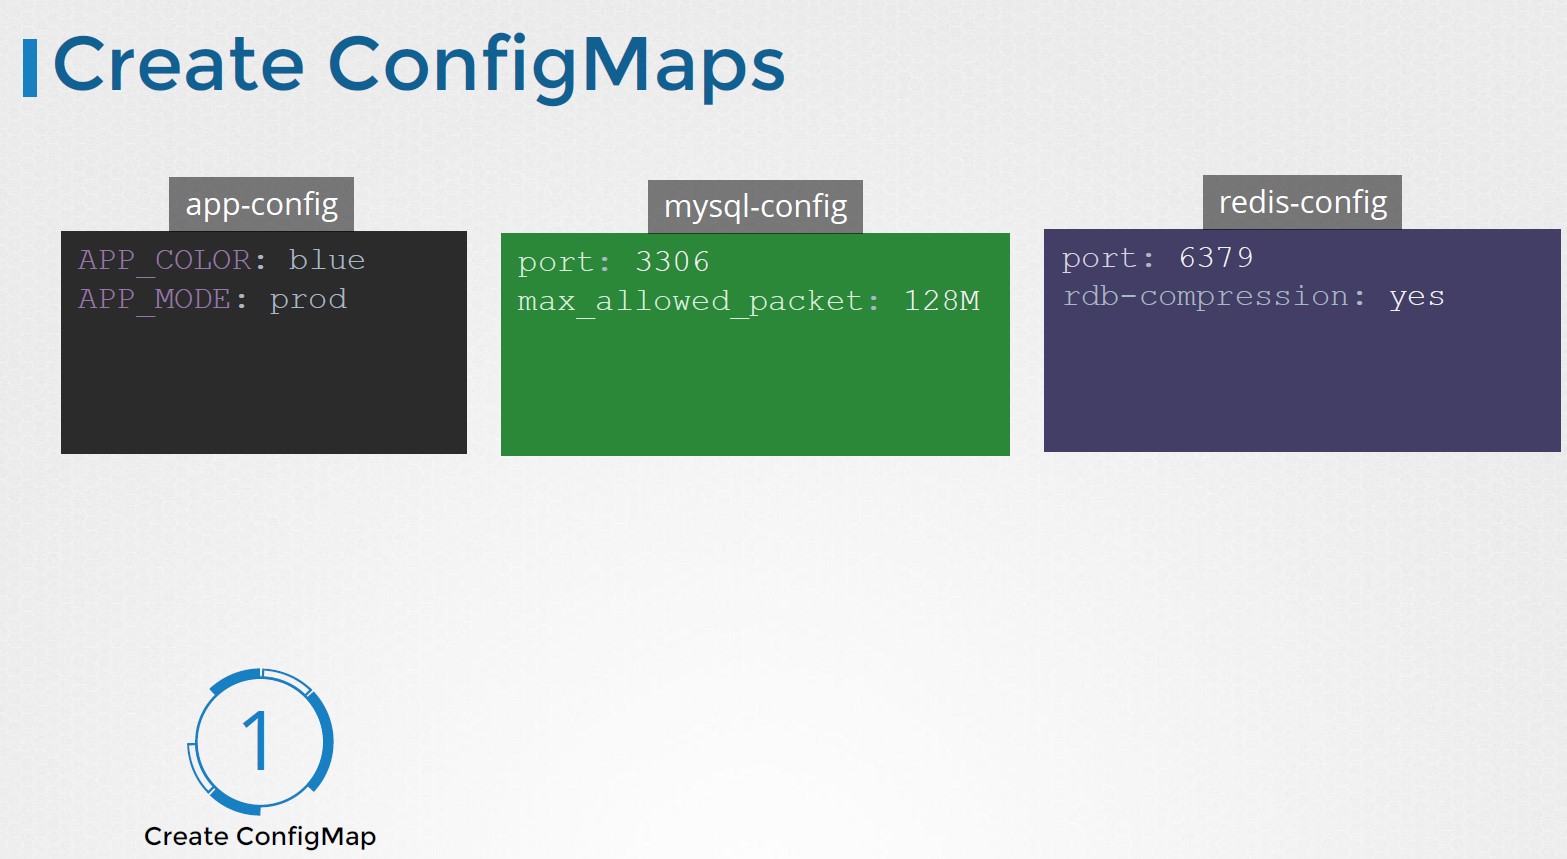 Create ConfigMaps
app-config
APP_COLOR: blue
APP_MODE: prod
mysql-config
port: 3306
max_allowed_packet: 128M
redis-config
port: 6379
rdb-compression: yes
1
Create ConfigMap